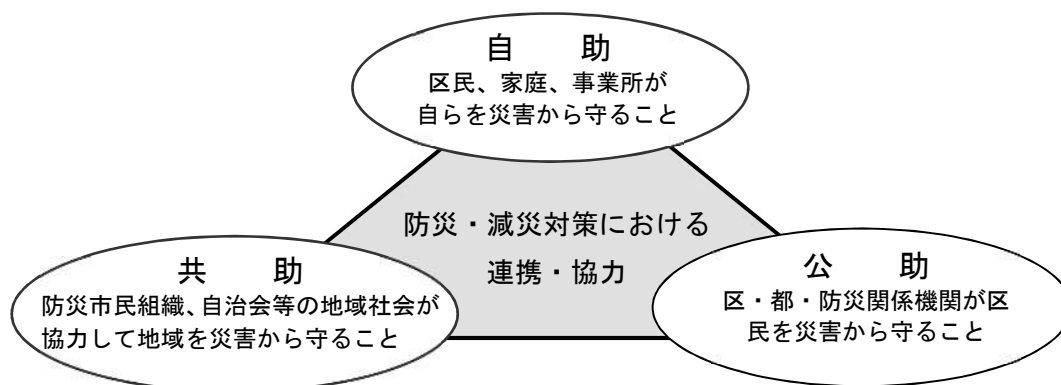 自　　助
区民、家庭、事業所が
自らを災害から守ること
防災・減災対策における
連携・協力
共　　助
防災市民組織、自治会等の地域社会が
協力して地域を災害から守ること
公　　助
区・都・防災関係機関が区
民を災害から守ること